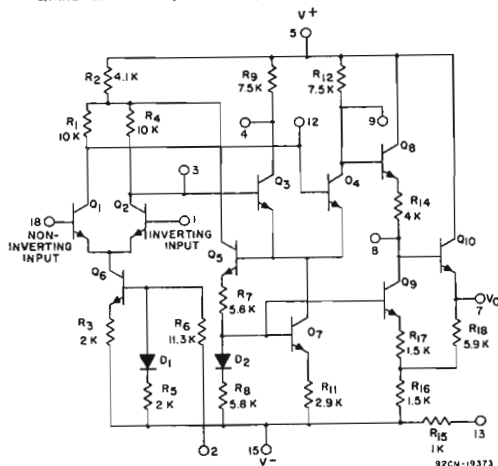 V+
5
R2
4.1K
R9
7.5K
R12
7.5K
R1
10K
R4
10K
4
12
9
3
Q8
Q1
Q2
Q3
Q4
R14
4K
18
NON-
INVERTING
INPUT
1
INVERTING
INPUT
Q5
8
Q10
Q6
R7
5.8K
Q9
7
VO
R3
2K
R6
11.3K
D1
D2
Q7
R17
1.5K
R18
5.9K
R5
2K
R8
5.8K
R11
2.9K
R16
1.5K
2
15
V-
R15
1K
13
92CM-19373